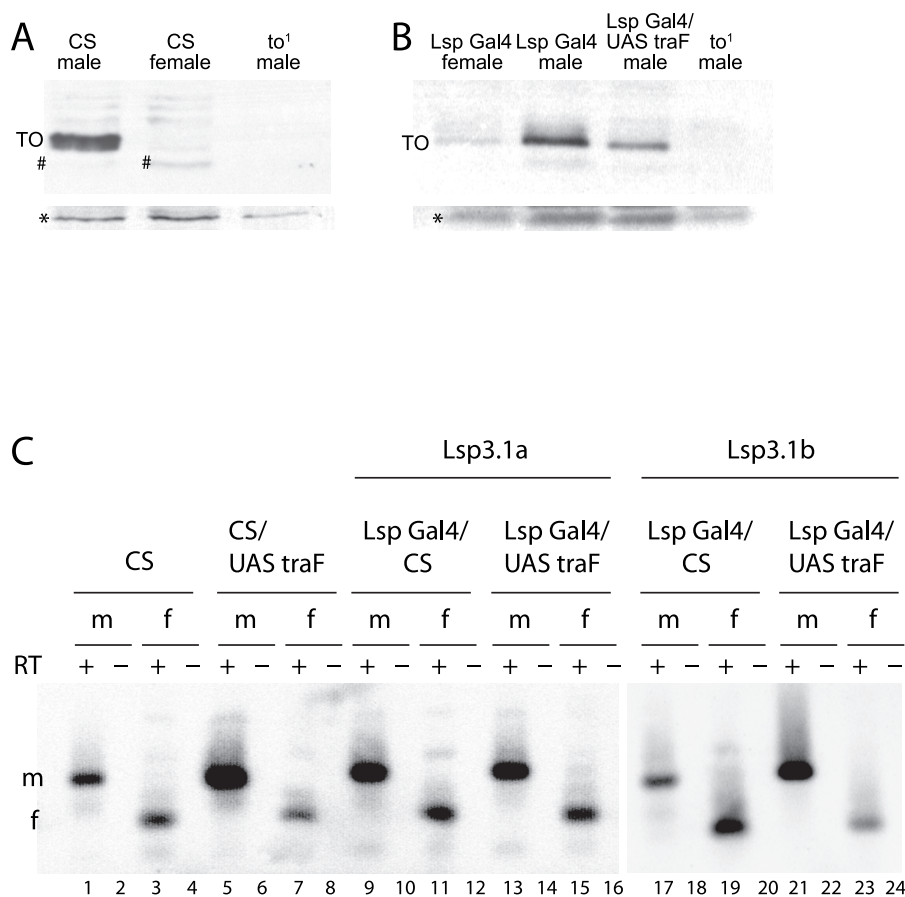 A
CS male
CS female
to¹ male
TO
#
#
*
B
Lsp Gal4 female
Lsp Gal4 male
Lsp Gal4/ UAS traF male
to¹ male
TO
*
C
Lsp3.1a
Lsp3.1b
CS
CS/ UAS traF
Lsp Gal4/ CS
Lsp Gal4/ UAS traF
Lsp Gal4/ CS
Lsp Gal4/ UAS traF
m f m f m f m f m f m f
RT + − + − + − + − + − + − + − + − + − + − + − + −
m
f
1 2 3 4 5 6 7 8 9 10 11 12 13 14 15 16 17 18 19 20 21 22 23 24